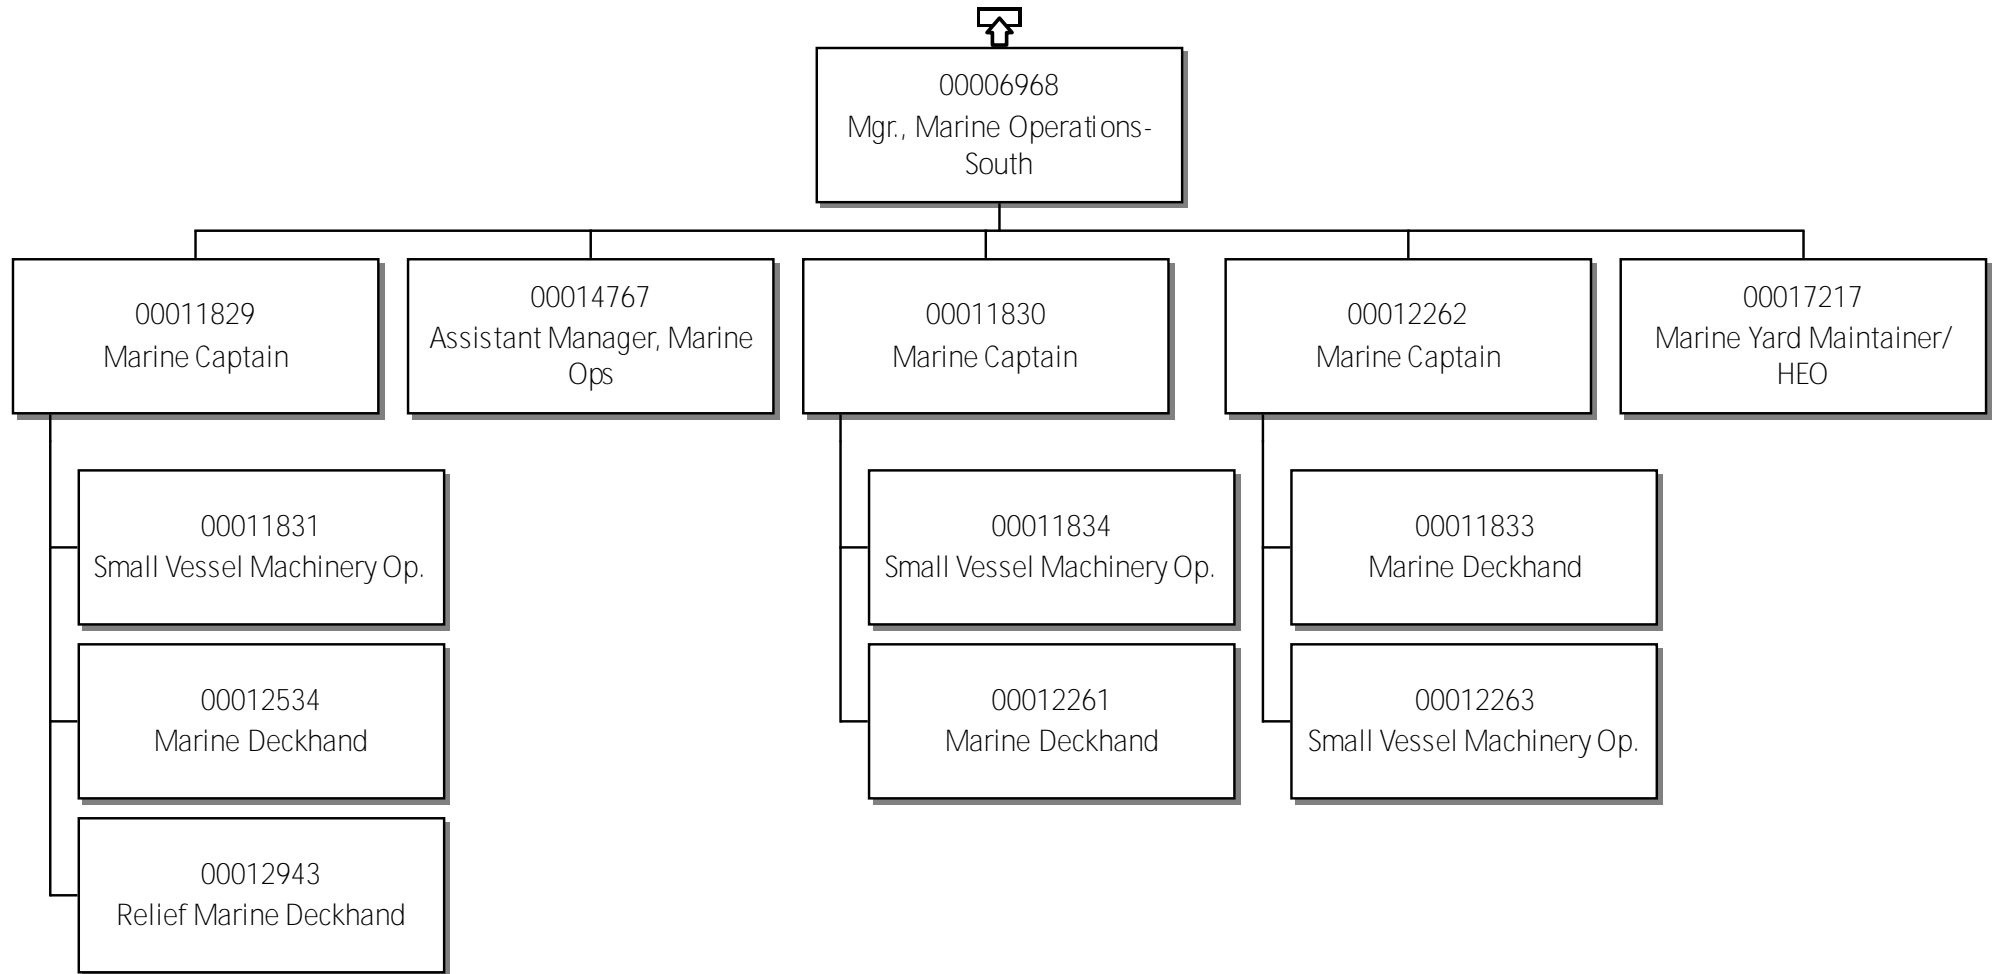 00006968
Mgr., Marine Operations-
South
00011829
Marine Captain
00014767
Assistant Manager, Marine
Ops
00011830
Marine Captain
00012262
Marine Captain
00017217
Marine Yard Maintainer/
HEO
00011831
Small Vessel Machinery Op.
00012534
Marine Deckhand
00012943
Relief Marine Deckhand
00011834
Small Vessel Machinery Op.
00012261
Marine Deckhand
00011833
Marine Deckhand
00012263
Small Vessel Machinery Op.